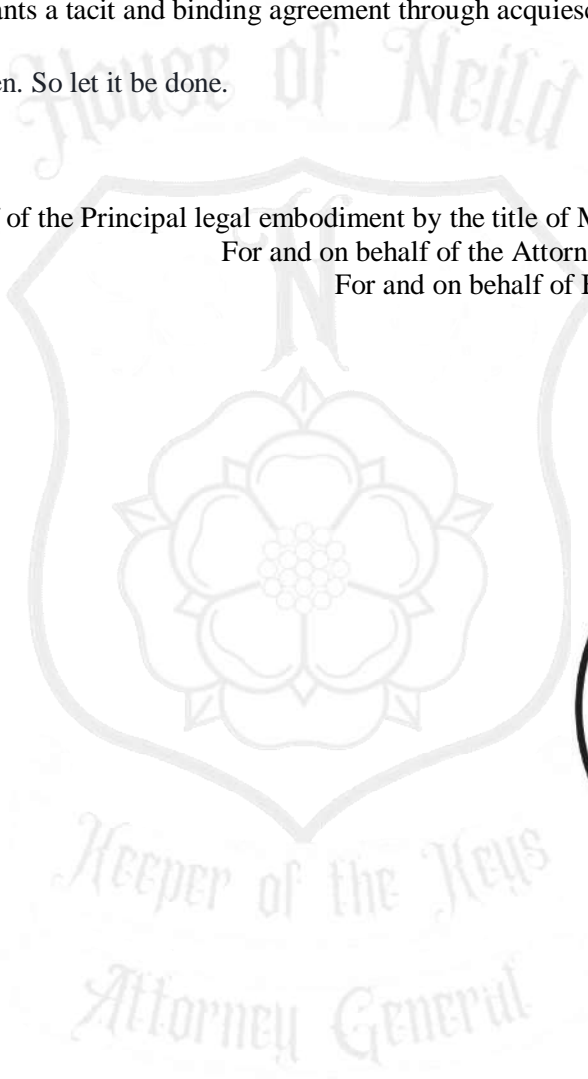 ants a tacit and binding agreement through acquiesc
en. So let it be done.
House of Neild
of the Principal legal embodiment by the title of M
For and on behalf of the Attorn
For and on behalf of
N
Keeper of the Keys
Attorney General